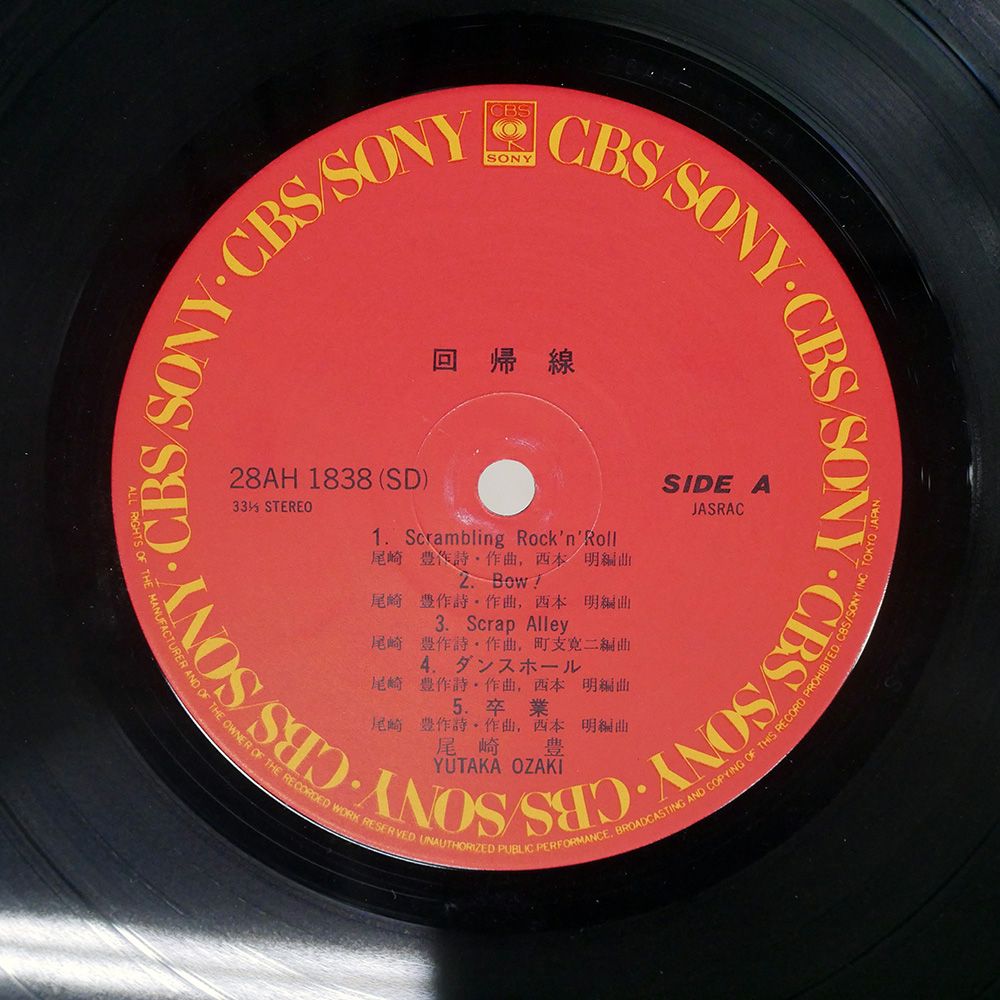 CBS
SONY
CBS/SONY · CBS/SONY · CBS/SONY · CBS/SONY · CBS/SONY · CBS/SONY · CBS/SONY · CBS/SONY
回帰線
28AH 1838 (SD)
33⅓ STEREO
SIDE A
JASRAC
1. Scrambling Rock'n'Roll
尾崎 豊作詩・作曲, 西本 明編曲
2. Bow!
尾崎 豊作詩・作曲, 西本 明編曲
3. Scrap Alley
尾崎 豊作詩・作曲, 町支寛二編曲
4. ダンスホール
尾崎 豊作詩・作曲, 西本 明編曲
5. 卒業
尾崎 豊作詩・作曲, 西本 明編曲
尾崎 豊
YUTAKA OZAKI
ALL RIGHTS OF THE MANUFACTURER AND OF THE OWNER OF THE RECORDED WORK RESERVED. UNAUTHORIZED PUBLIC PERFORMANCE, BROADCASTING AND COPYING OF THIS RECORD PROHIBITED. CBS/SONY INC. TOKYO JAPAN